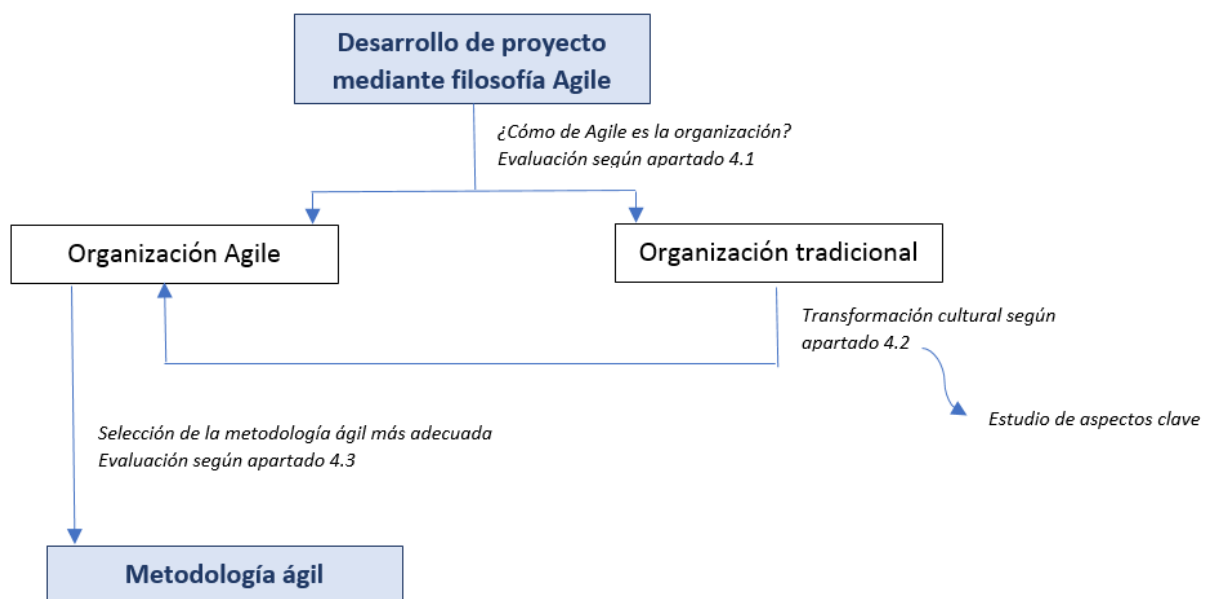 Desarrollo de proyecto
mediante filosofía Agile
¿Cómo de Agile es la organización?
Evaluación según apartado 4.1
Organización Agile
Organización tradicional
Transformación cultural según
apartado 4.2
Estudio de aspectos clave
Selección de la metodología ágil más adecuada
Evaluación según apartado 4.3
Metodología ágil